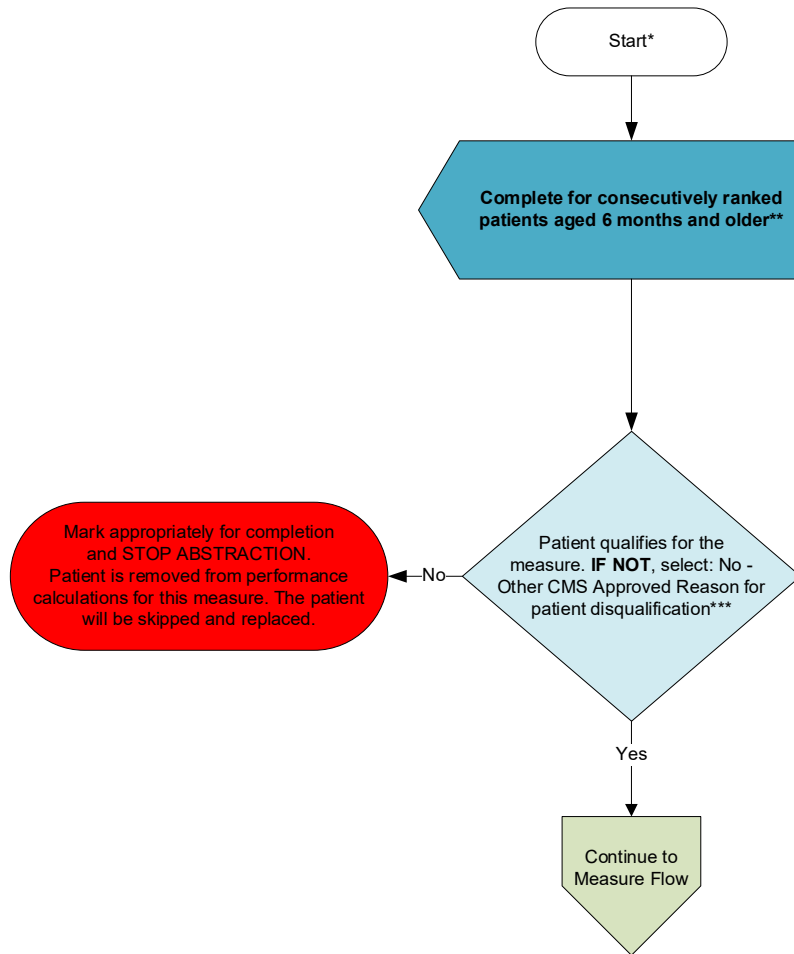 Start*
Complete for consecutively ranked
patients aged 6 months and older**
Patient qualifies for the
measure. IF NOT, select: No -
Other CMS Approved Reason for
patient disqualification***
No
Mark appropriately for completion
and STOP ABSTRACTION.
Patient is removed from performance
calculations for this measure. The patient
will be skipped and replaced.
Yes
Continue to
Measure Flow